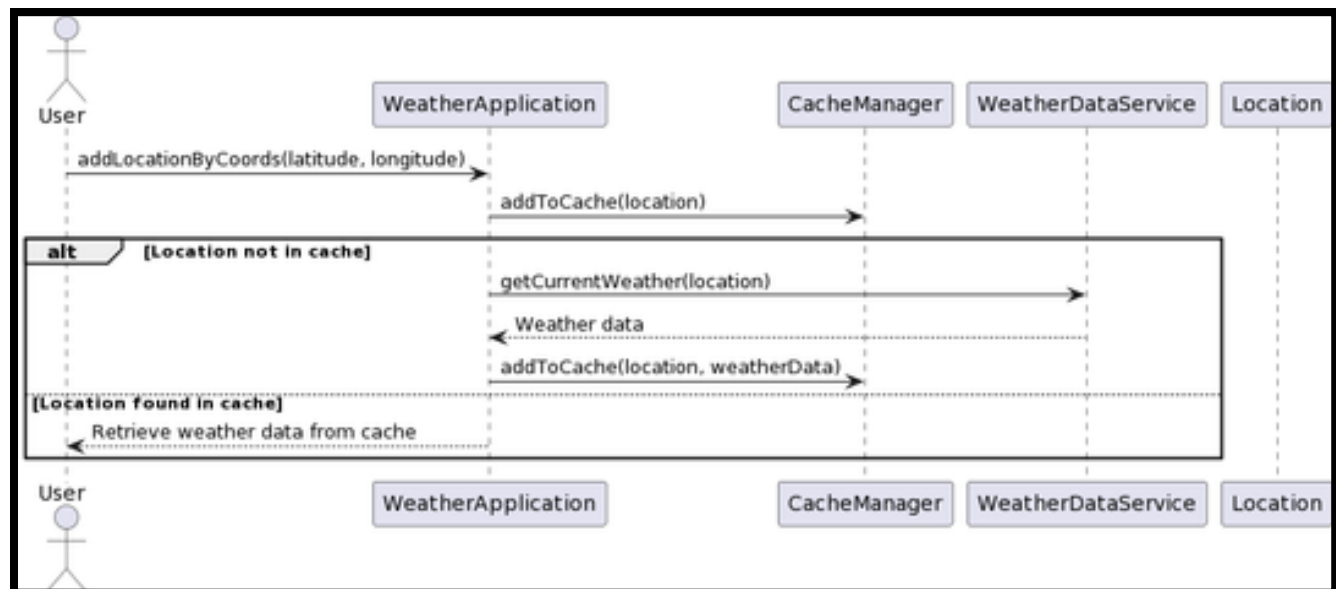 User
WeatherApplication
CacheManager
WeatherDataService
Location
addLocationByCoords(latitude, longitude)
addToCache(location)
alt
[Location not in cache]
getCurrentWeather(location)
Weather data
addToCache(location, weatherData)
[Location found in cache]
Retrieve weather data from cache
User
WeatherApplication
CacheManager
WeatherDataService
Location